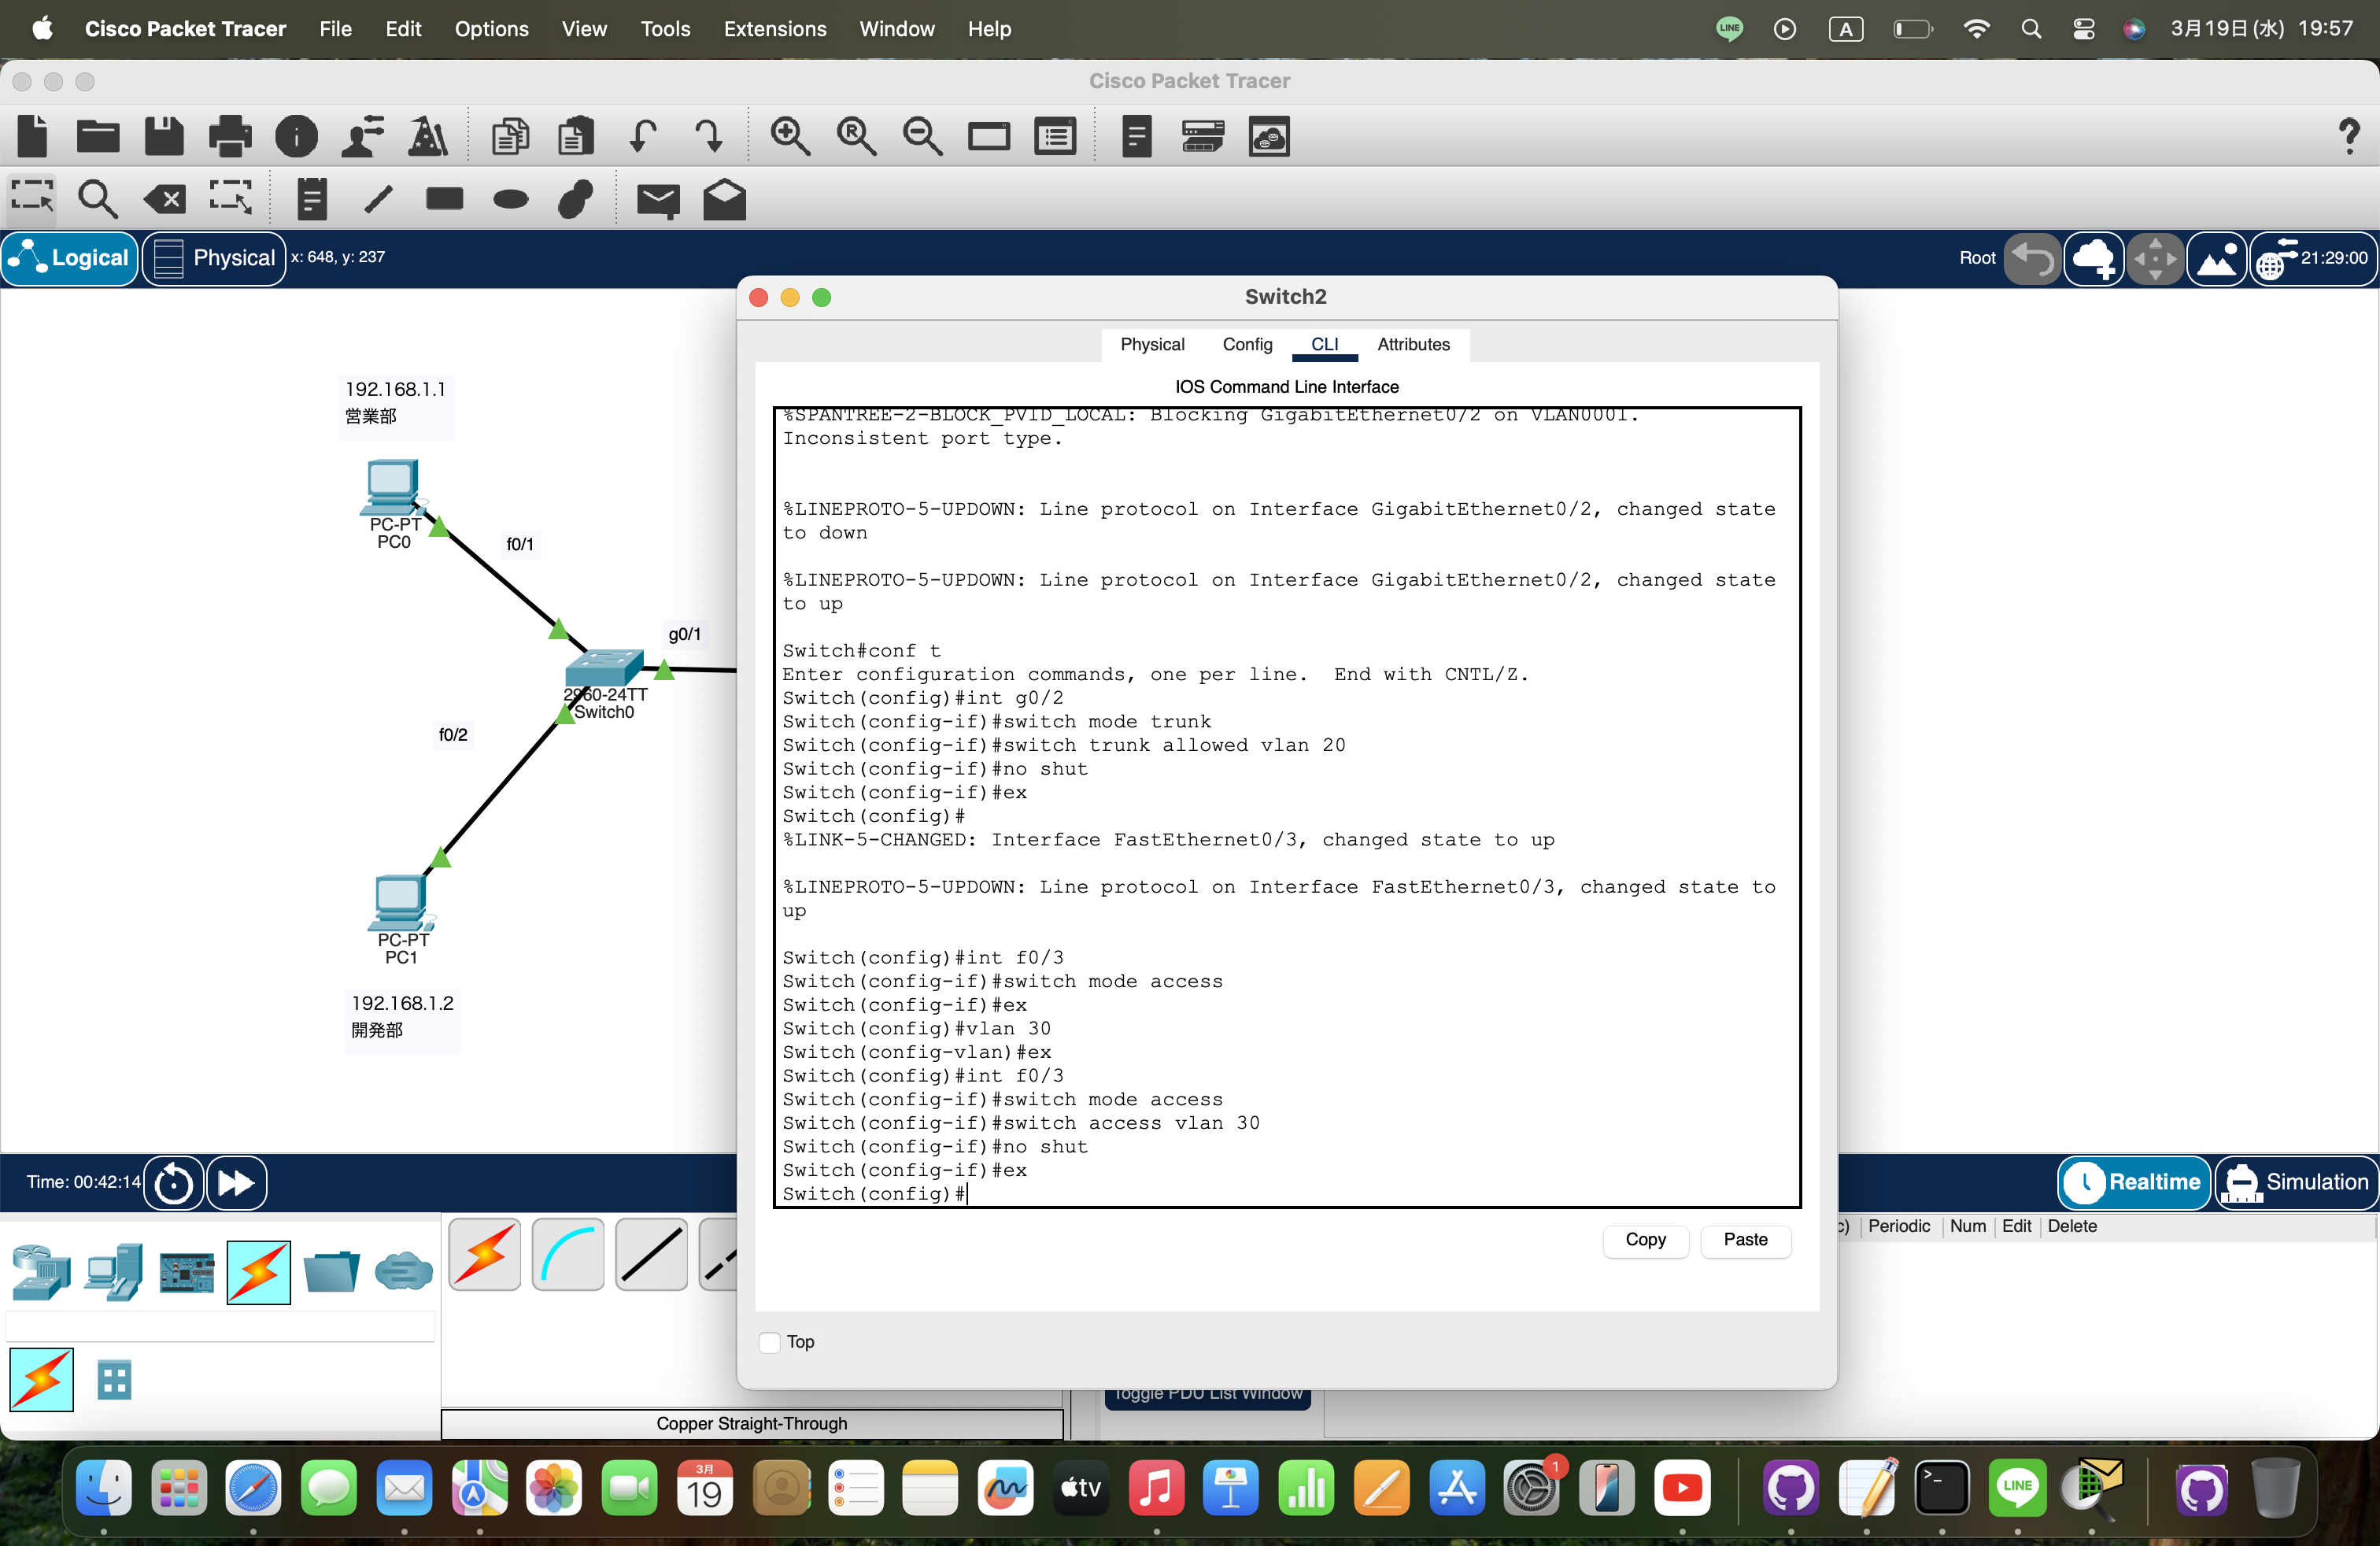 Cisco Packet Tracer File Edit Options View Tools Extensions Window Help
LINE A 3月19日(水) 19:57
Cisco Packet Tracer
Logical Physical x: 648, y: 237
Root 21:29:00
192.168.1.1
営業部
PC-PT
PC0
f0/1
g0/1
2960-24TT
Switch0
f0/2
PC-PT
PC1
192.168.1.2
開発部
Switch2
Physical Config CLI Attributes
IOS Command Line Interface
%SPANTREE-2-BLOCK_PVID_LOCAL: Blocking GigabitEthernet0/2 on VLAN0001.
Inconsistent port type.
%LINEPROTO-5-UPDOWN: Line protocol on Interface GigabitEthernet0/2, changed state
to down
%LINEPROTO-5-UPDOWN: Line protocol on Interface GigabitEthernet0/2, changed state
to up
Switch#conf t
Enter configuration commands, one per line.  End with CNTL/Z.
Switch(config)#int g0/2
Switch(config-if)#switch mode trunk
Switch(config-if)#switch trunk allowed vlan 20
Switch(config-if)#no shut
Switch(config-if)#ex
Switch(config)#
%LINK-5-CHANGED: Interface FastEthernet0/3, changed state to up
%LINEPROTO-5-UPDOWN: Line protocol on Interface FastEthernet0/3, changed state to
up
Switch(config)#int f0/3
Switch(config-if)#switch mode access
Switch(config-if)#ex
Switch(config)#vlan 30
Switch(config-vlan)#ex
Switch(config)#int f0/3
Switch(config-if)#switch mode access
Switch(config-if)#switch access vlan 30
Switch(config-if)#no shut
Switch(config-if)#ex
Switch(config)#
Copy Paste
Top
Time: 00:42:14
Realtime Simulation
c) Periodic Num Edit Delete
Toggle PDU List Window
Copper Straight-Through
3月
19
tv
1
LINE